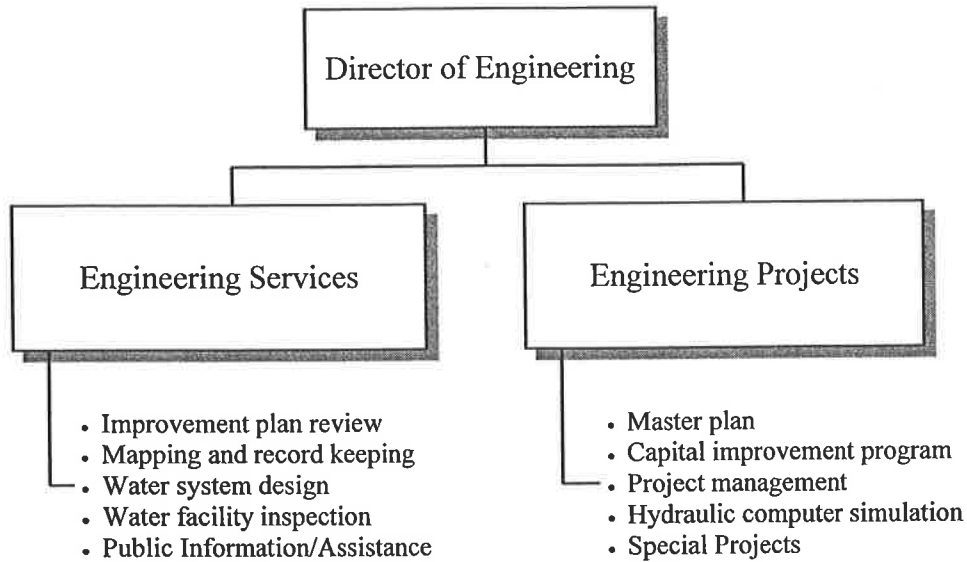 Director of Engineering
Engineering Services
• Improvement plan review
• Mapping and record keeping
• Water system design
• Water facility inspection
• Public Information/Assistance
Engineering Projects
• Master plan
• Capital improvement program
• Project management
• Hydraulic computer simulation
• Special Projects